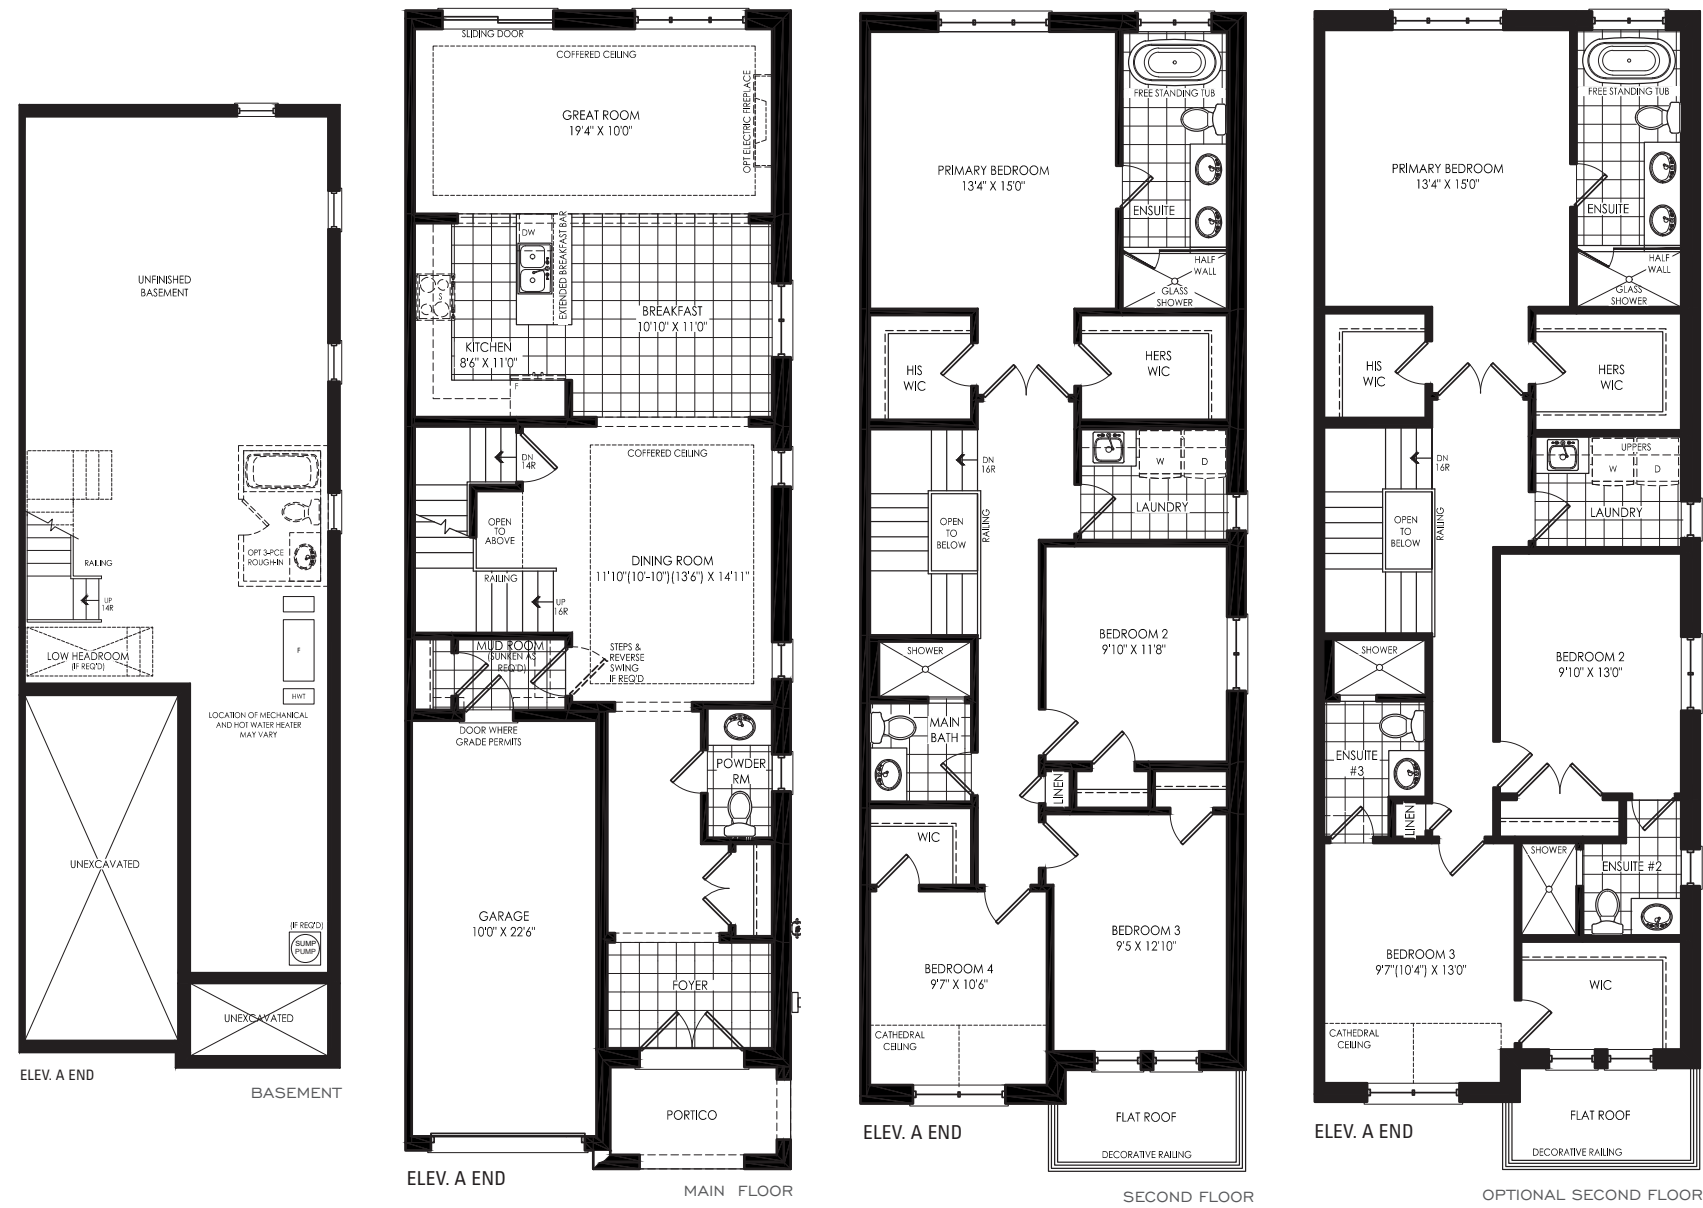 UNFINISHED
BASEMENT
RAILING
UP
14R
OPT 3-PCE
ROUGH-IN
LOW HEADROOM
(IF REQ'D)
F
HWT
LOCATION OF MECHANICAL
AND HOT WATER HEATER
MAY VARY
UNEXCAVATED
(IF REQ'D)
SUMP
PUMP
UNEXCAVATED
ELEV. A END
BASEMENT
SLIDING DOOR
COFFERED CEILING
GREAT ROOM
19'4" X 10'0"
OPT ELECTRIC FIREPLACE
DW
EXTENDED BREAKFAST BAR
S
BREAKFAST
10'10" X 11'0"
KITCHEN
8'6" X 11'0"
F
DN
14R
COFFERED CEILING
OPEN
TO
ABOVE
DINING ROOM
11'10"(10'-10")(13'6") X 14'11"
RAILING
UP
16R
MUD ROOM
(SUNKEN AS
REQ'D)
STEPS &
REVERSE
SWING
IF REQ'D
DOOR WHERE
GRADE PERMITS
POWDER
RM
GARAGE
10'0" X 22'6"
FOYER
PORTICO
ELEV. A END
MAIN FLOOR
FREE STANDING TUB
PRIMARY BEDROOM
13'4" X 15'0"
ENSUITE
HALF
WALL
GLASS
SHOWER
HIS
WIC
HERS
WIC
DN
16R
W
D
LAUNDRY
OPEN
TO
BELOW
RAILING
BEDROOM 2
9'10" X 11'8"
SHOWER
MAIN
BATH
LINEN
WIC
BEDROOM 3
9'5 X 12'10"
BEDROOM 4
9'7" X 10'6"
CATHEDRAL
CEILING
FLAT ROOF
DECORATIVE RAILING
ELEV. A END
SECOND FLOOR
FREE STANDING TUB
PRIMARY BEDROOM
13'4" X 15'0"
ENSUITE
HALF
WALL
GLASS
SHOWER
HIS
WIC
HERS
WIC
DN
16R
UPPERS
W
D
LAUNDRY
OPEN
TO
BELOW
RAILING
BEDROOM 2
9'10" X 13'0"
SHOWER
ENSUITE
#3
LINEN
SHOWER
ENSUITE #2
BEDROOM 3
9'7"(10'4") X 13'0"
WIC
CATHEDRAL
CEILING
FLAT ROOF
DECORATIVE RAILING
ELEV. A END
OPTIONAL SECOND FLOOR